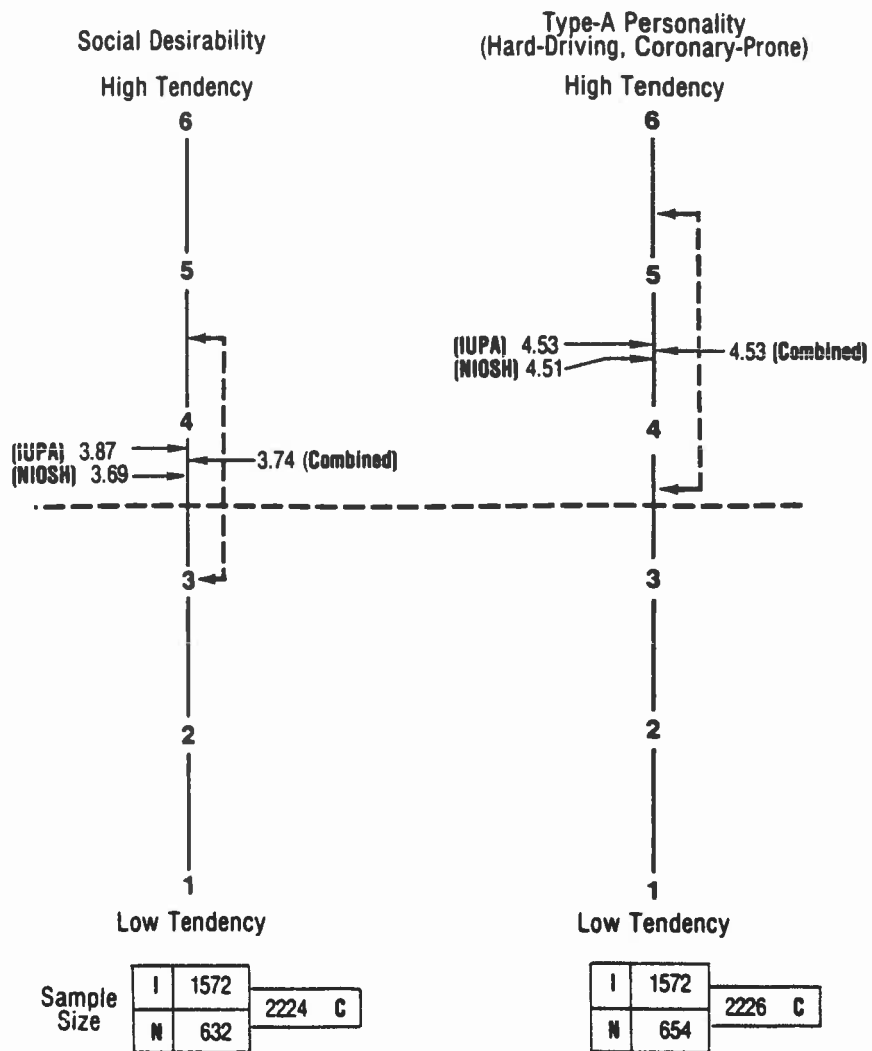 Social Desirability
High Tendency
6
5
4
(IUPA) 3.87
(NIOSH) 3.69
3.74 (Combined)
3
2
1
Low Tendency
Sample
Size
I 1572
N 632
2224 C
Type-A Personality
(Hard-Driving, Coronary-Prone)
High Tendency
6
5
(IUPA) 4.53
(NIOSH) 4.51
4.53 (Combined)
4
3
2
1
Low Tendency
I 1572
N 654
2226 C